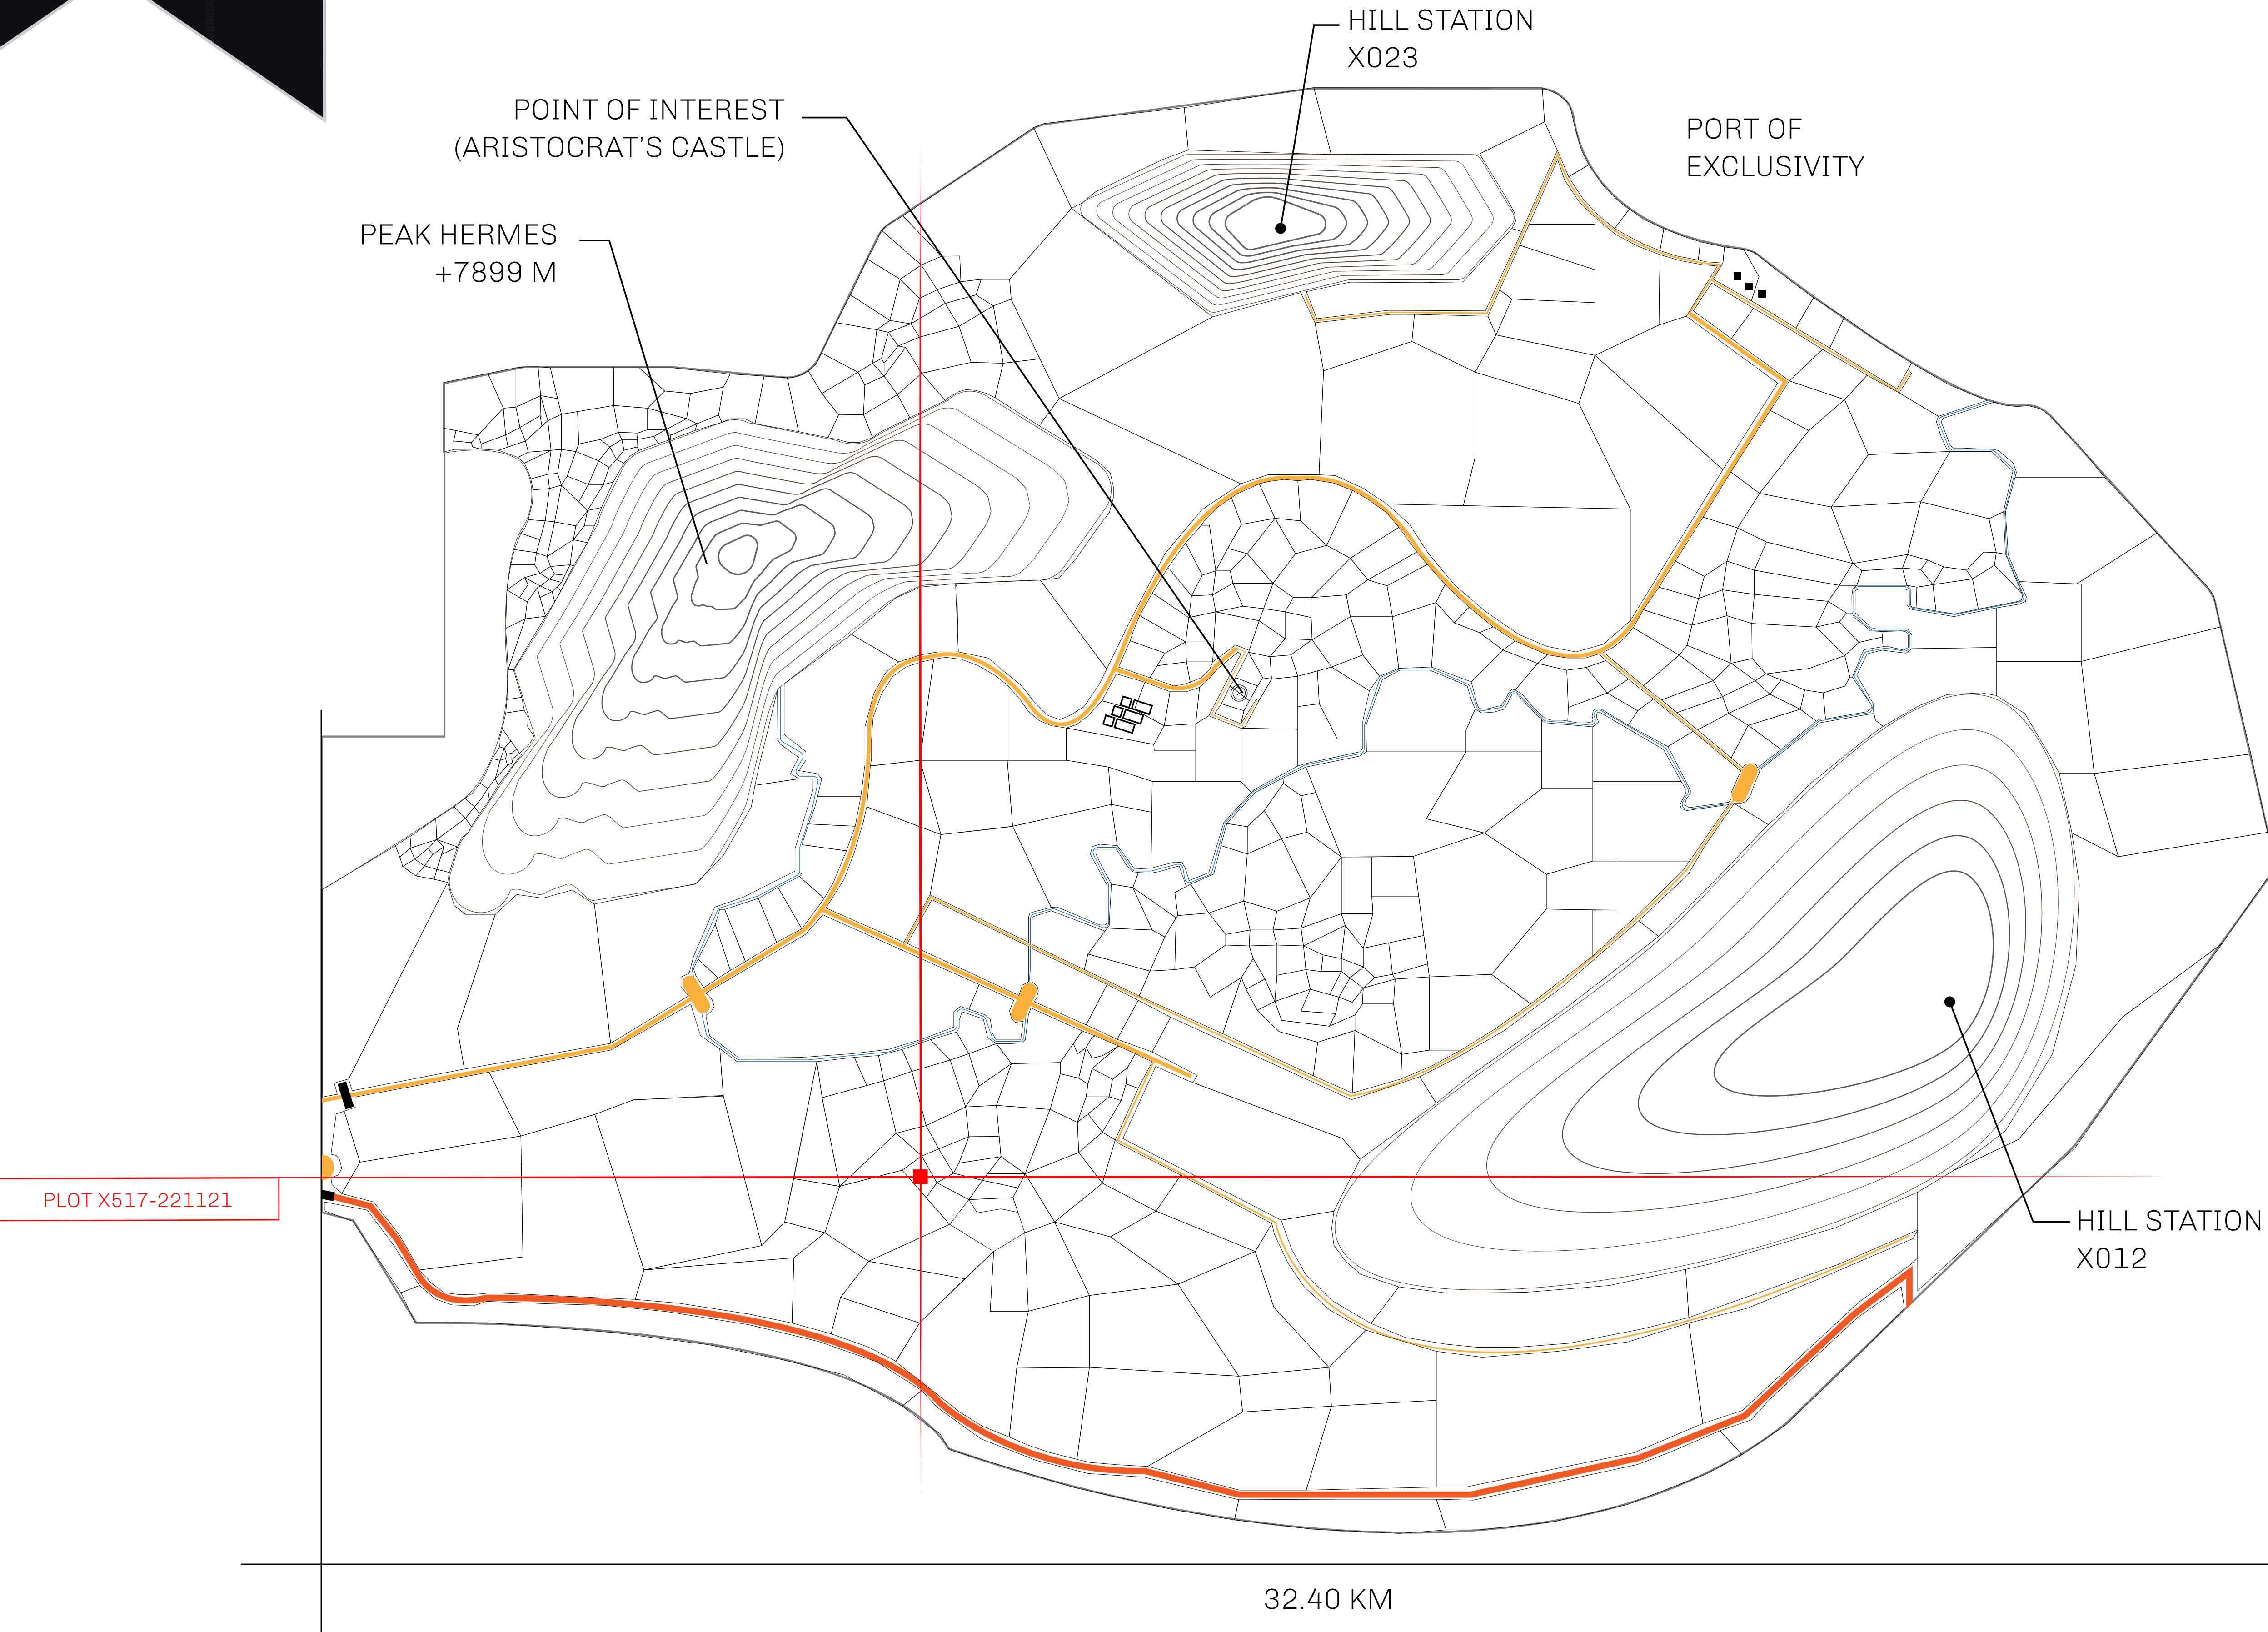 HILL STATION
X023
POINT OF INTEREST
(ARISTOCRAT'S CASTLE)
PORT OF
EXCLUSIVITY
PEAK HERMES
+7899 M
PLOT X517-221121
HILL STATION
X012
32.40 KM